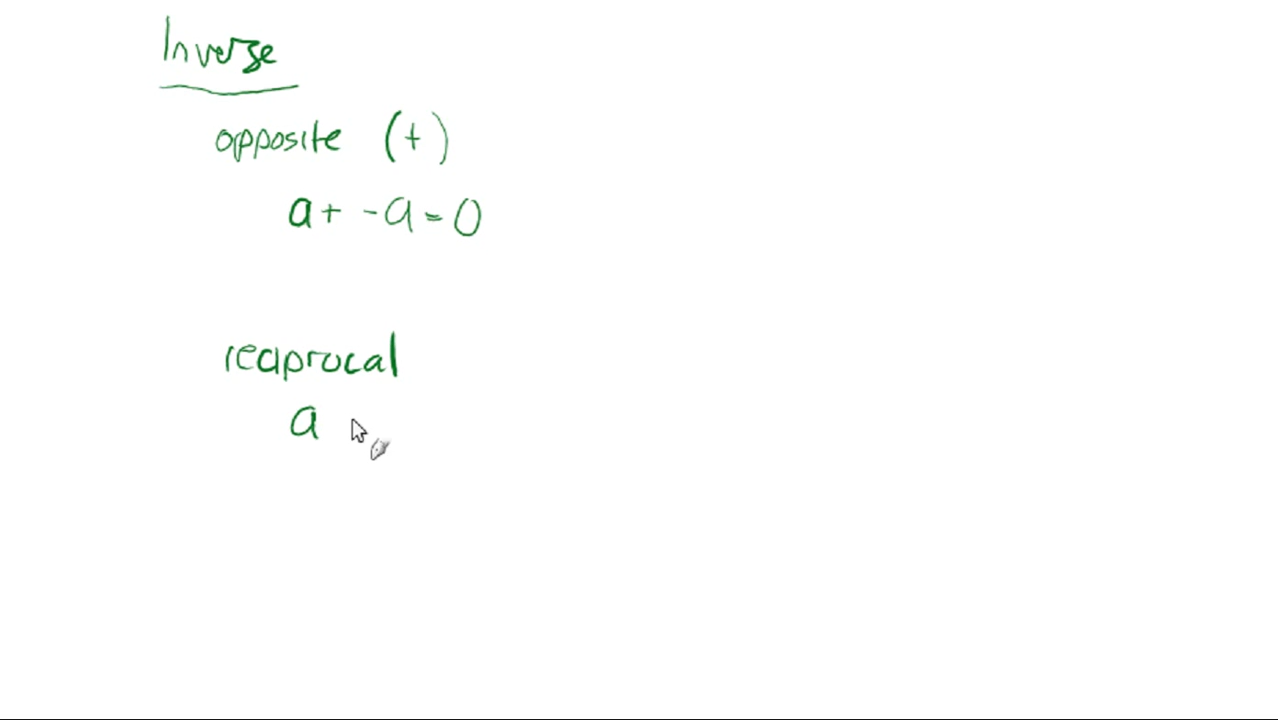 Inverse
opposite (+)
a + -a = 0
reciprocal
a